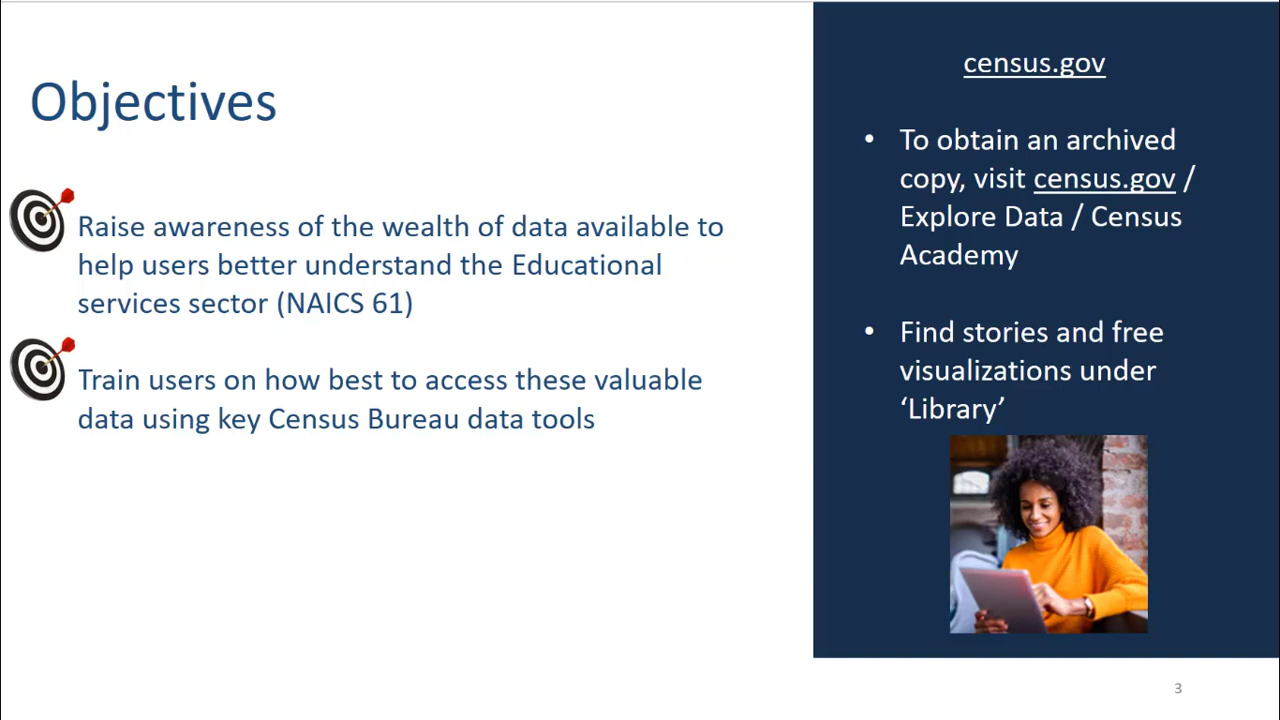 Objectives
Raise awareness of the wealth of data available to
help users better understand the Educational
services sector (NAICS 61)
Train users on how best to access these valuable
data using key Census Bureau data tools
census.gov
• To obtain an archived
copy, visit census.gov /
Explore Data / Census
Academy
• Find stories and free
visualizations under
‘Library’
3